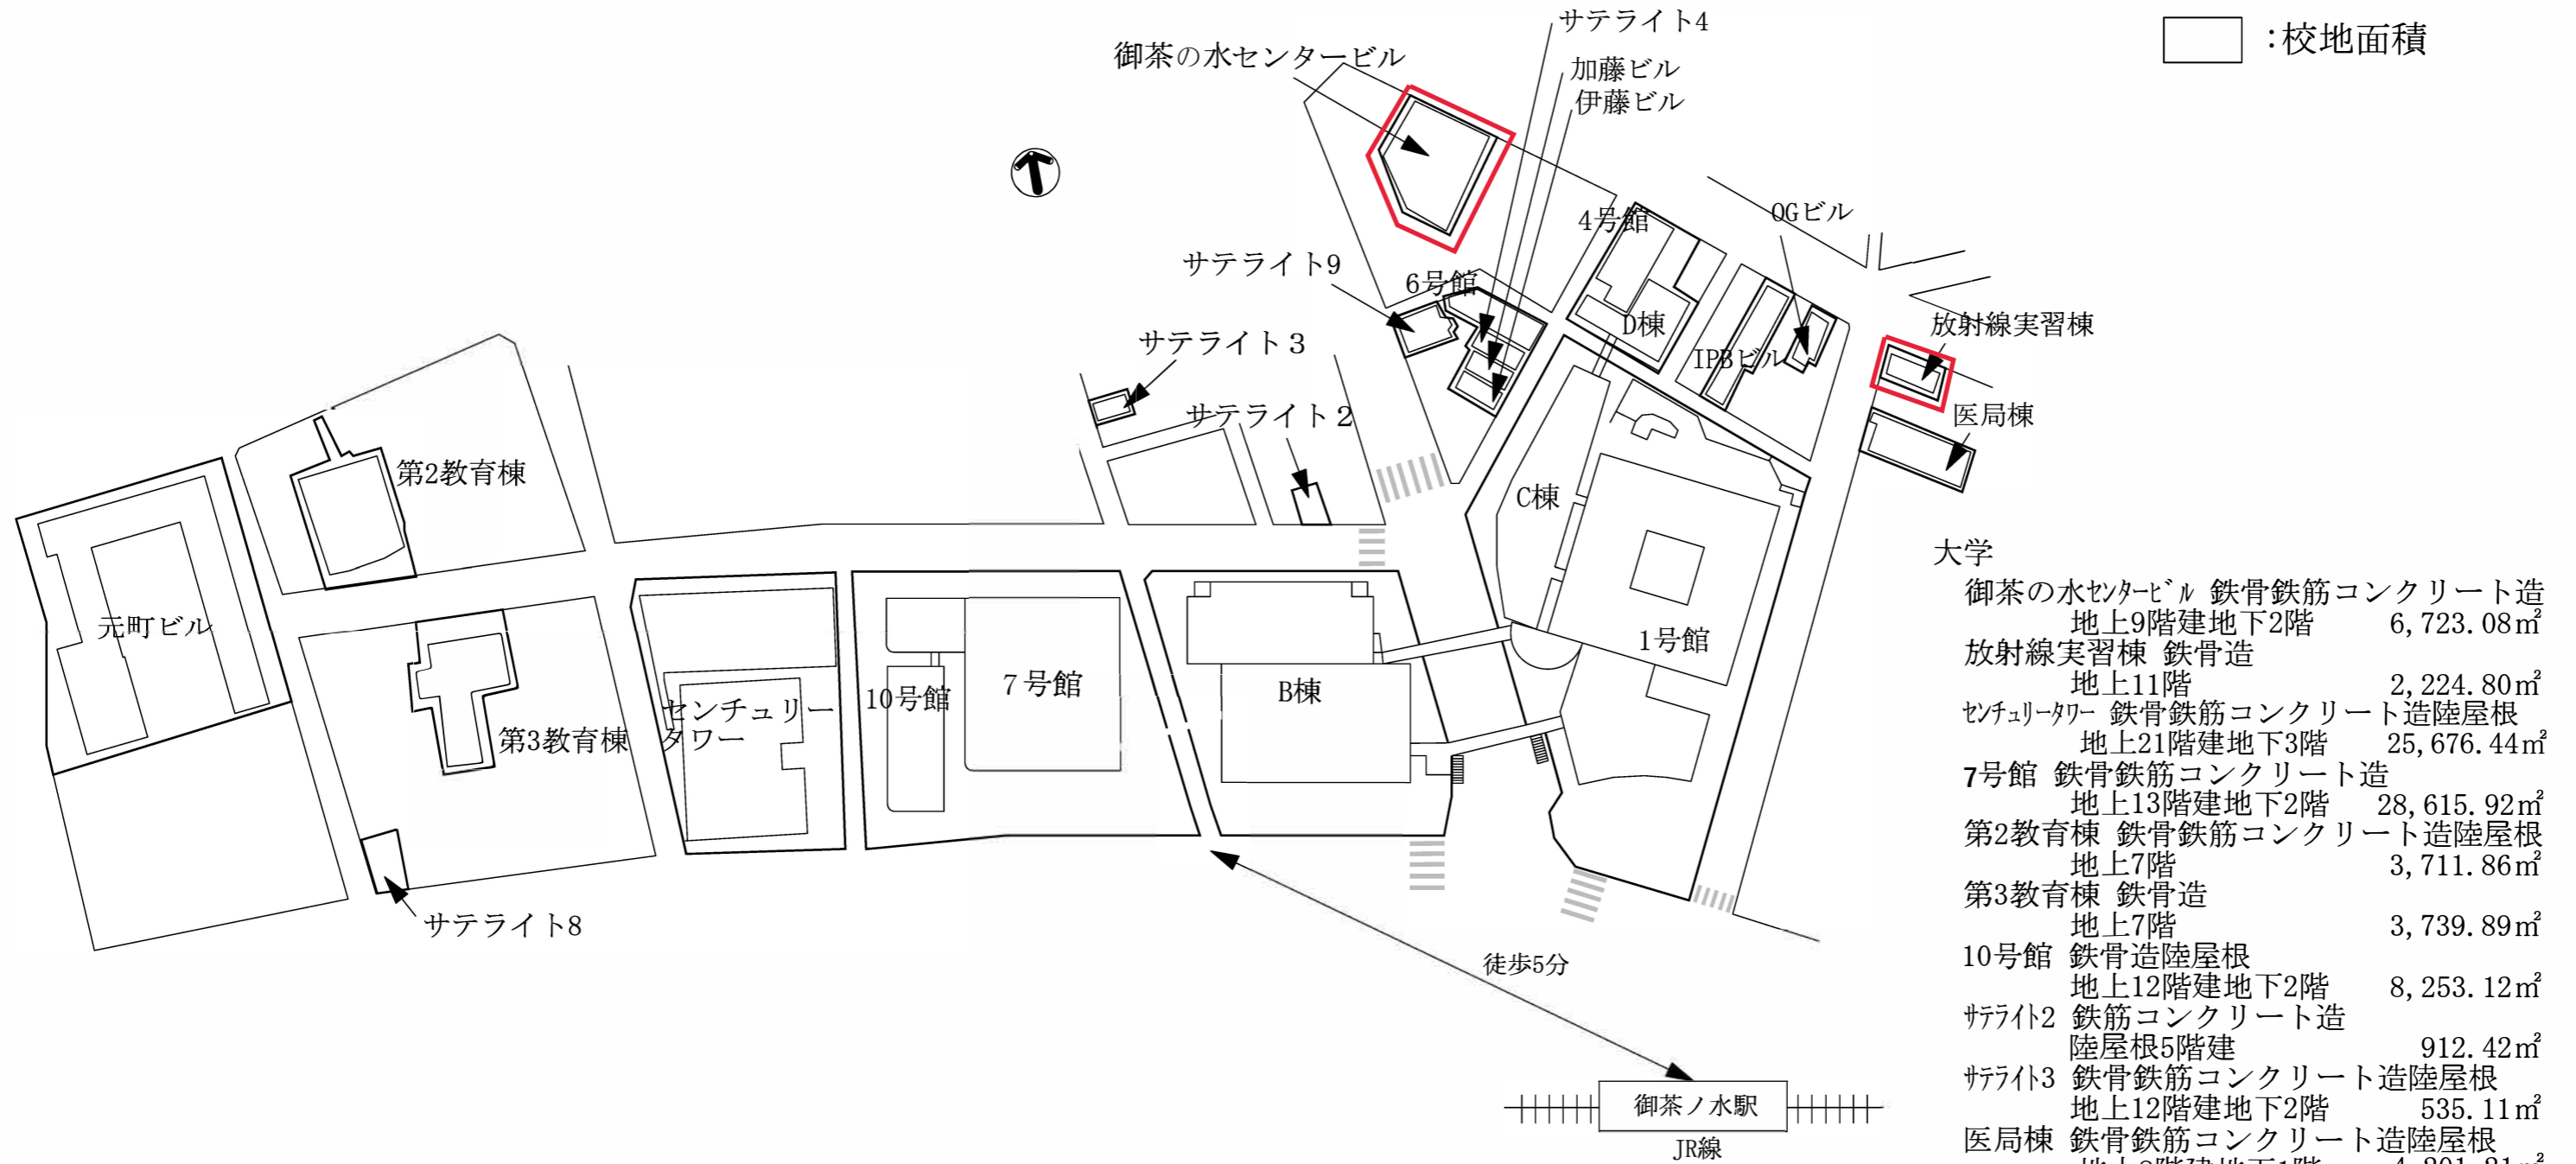 :校地面積
サテライト4
御茶の水センタービル
加藤ビル
伊藤ビル
4号館
OGビル
サテライト9
6号館
放射線実習棟
D棟
サテライト３
IPBビル
サテライト２
医局棟
第2教育棟
C棟
元町ビル
1号館
７号館
B棟
10号館
センチュリー
タワー
第3教育棟
サテライト8
徒歩5分
御茶ノ水駅
JR線
大学
御茶の水ｾﾝﾀｰﾋﾞﾙ 鉄骨鉄筋コンクリート造
地上9階建地下2階 6,723.08㎡
放射線実習棟 鉄骨造
地上11階 2,224.80㎡
ｾﾝﾁｭﾘｰﾀﾜｰ 鉄骨鉄筋コンクリート造陸屋根
地上21階建地下3階 25,676.44㎡
7号館 鉄骨鉄筋コンクリート造
地上13階建地下2階 28,615.92㎡
第2教育棟 鉄骨鉄筋コンクリート造陸屋根
地上7階 3,711.86㎡
第3教育棟 鉄骨造
地上7階 3,739.89㎡
10号館 鉄骨造陸屋根
地上12階建地下2階 8,253.12㎡
ｻﾃﾗｲﾄ2 鉄筋コンクリート造
陸屋根5階建 912.42㎡
ｻﾃﾗｲﾄ3 鉄骨鉄筋コンクリート造陸屋根
地上12階建地下2階 535.11㎡
医局棟 鉄骨鉄筋コンクリート造陸屋根